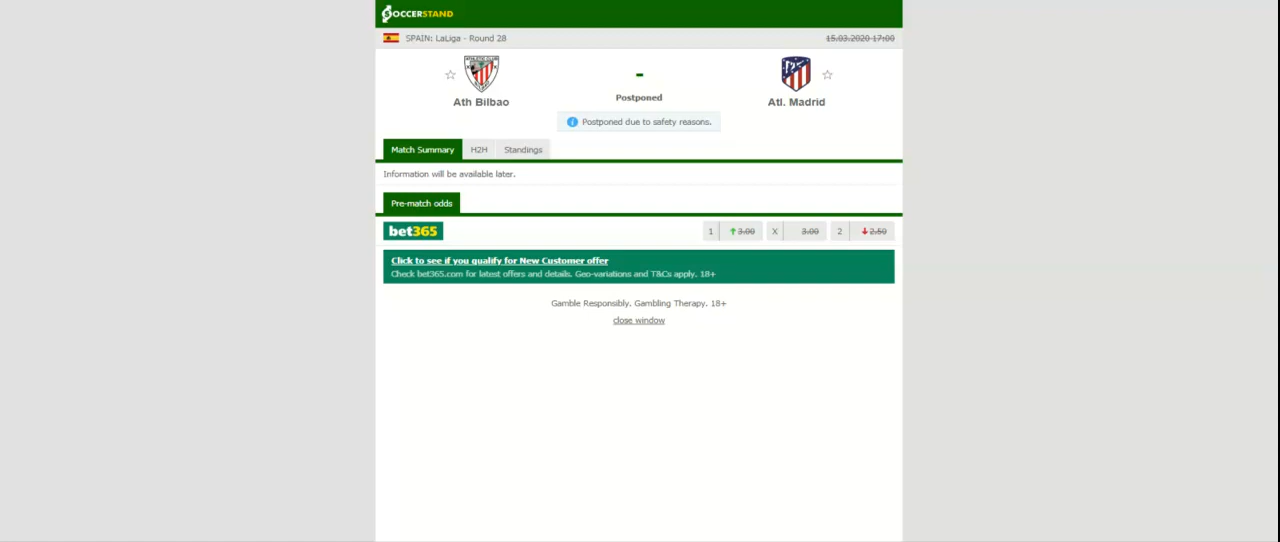 SOCCERSTAND
SPAIN: LaLiga - Round 28
15.03.2020 17:00
Ath Bilbao
-
Postponed
Atl. Madrid
Postponed due to safety reasons.
Match Summary H2H Standings
Information will be available later.
Pre-match odds
bet365 1 3.00 X 3.00 2 2.50
Click to see if you qualify for New Customer offer
Check bet365.com for latest offers and details. Geo-variations and T&Cs apply. 18+
Gamble Responsibly. Gambling Therapy. 18+
close window